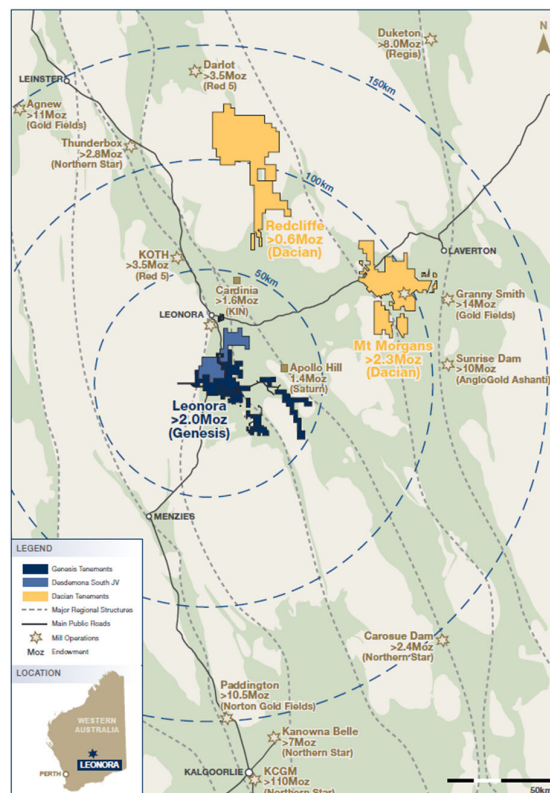 N
Duketon
>8.0Moz
(Regis)
150km
Darlot
>3.5Moz
(Red 5)
LEINSTER
Agnew
>11Moz
(Gold Fields)
Thunderbox
>2.8Moz
(Northern Star)
100km
Redcliffe
>0.6Moz
(Dacian)
LAVERTON
KOTH
>3.5Moz
(Red 5)
50km
Cardinia
>1.6Moz
(KIN)
Granny Smith
>14Moz
(Gold Fields)
LEONORA
Mt Morgans
>2.3Moz
(Dacian)
Sunrise Dam
>10Moz
(AngloGold Ashanti)
Apollo Hill
1.4Moz
(Saturn)
Leonora
>2.0Moz
(Genesis)
MENZIES
LEGEND
Genesis Tenements
Desdemona South JV
Dacian Tenements
Major Regional Structures
Main Public Roads
Mill Operations
Moz Endowment
Carosue Dam
>2.4Moz
(Northern Star)
LOCATION
WESTERN
AUSTRALIA
LEONORA
PERTH
Paddington
>10.5Moz
(Norton Gold Fields)
Kanowna Belle
>7Moz
(Northern Star)
KALGOORLIE
KCGM
>110Moz
(Northern Star)
50km